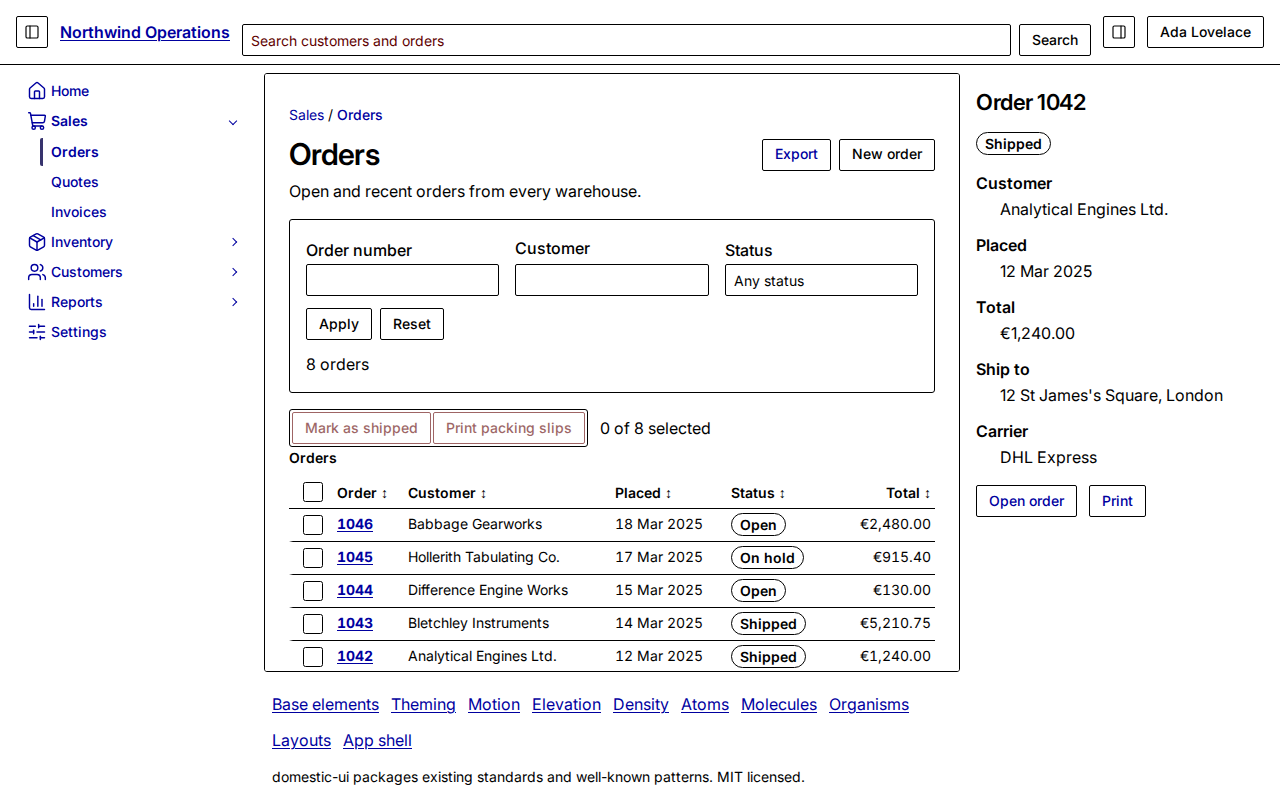 Northwind Operations
Search customers and orders
Search
Ada Lovelace
Home
Sales
Orders
Quotes
Invoices
Inventory
Customers
Reports
Settings
Sales / Orders
Orders
Export
New order
Open and recent orders from every warehouse.
Order number
Customer
Status
Any status
Apply
Reset
8 orders
Mark as shipped
Print packing slips
0 of 8 selected
Orders
Order ↕ Customer ↕ Placed ↕ Status ↕ Total ↕
1046 Babbage Gearworks 18 Mar 2025 Open €2,480.00
1045 Hollerith Tabulating Co. 17 Mar 2025 On hold €915.40
1044 Difference Engine Works 15 Mar 2025 Open €130.00
1043 Bletchley Instruments 14 Mar 2025 Shipped €5,210.75
1042 Analytical Engines Ltd. 12 Mar 2025 Shipped €1,240.00
Order 1042
Shipped
Customer
Analytical Engines Ltd.
Placed
12 Mar 2025
Total
€1,240.00
Ship to
12 St James's Square, London
Carrier
DHL Express
Open order
Print
Base elements Theming Motion Elevation Density Atoms Molecules Organisms
Layouts App shell
domestic-ui packages existing standards and well-known patterns. MIT licensed.